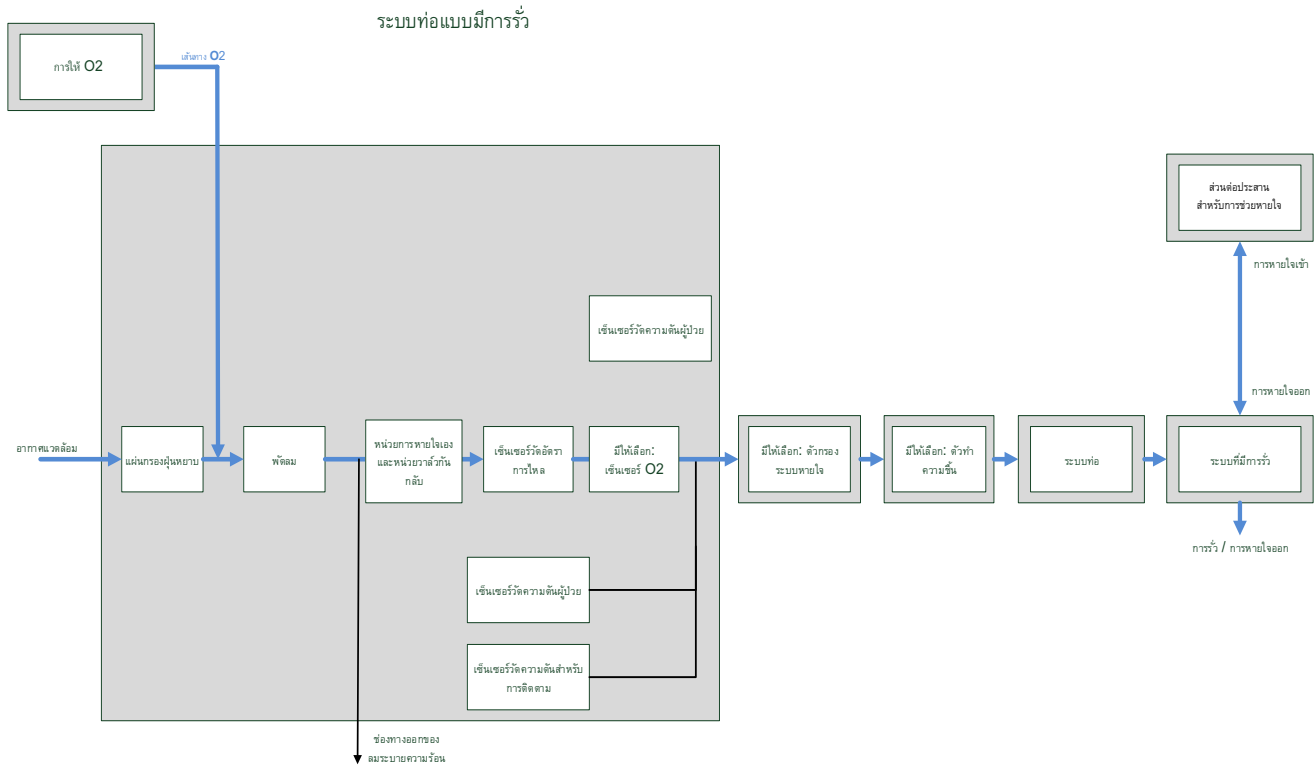 ระบบท่อแบบมีการรั่ว
การให้ O2
เส้นทาง O2
ส่วนต่อประสาน
สำหรับการช่วยหายใจ
การหายใจเข้า
เซ็นเซอร์วัดความดันผู้ป่วย
การหายใจออก
อากาศแวดล้อม
แผ่นกรองฝุ่นหยาบ
พัดลม
หน่วยการหายใจเอง
และหน่วยวาล์วกัน
กลับ
เซ็นเซอร์วัดอัตรา
การไหล
มีให้เลือก:
เซ็นเซอร์ O2
มีให้เลือก: ตัวกรอง
ระบบหายใจ
มีให้เลือก: ตัวทำ
ความชื้น
ระบบท่อ
ระบบที่มีการรั่ว
การรั่ว / การหายใจออก
เซ็นเซอร์วัดความดันผู้ป่วย
เซ็นเซอร์วัดความดันสำหรับ
การติดตาม
ช่องทางออกของ
ลมระบายความร้อน